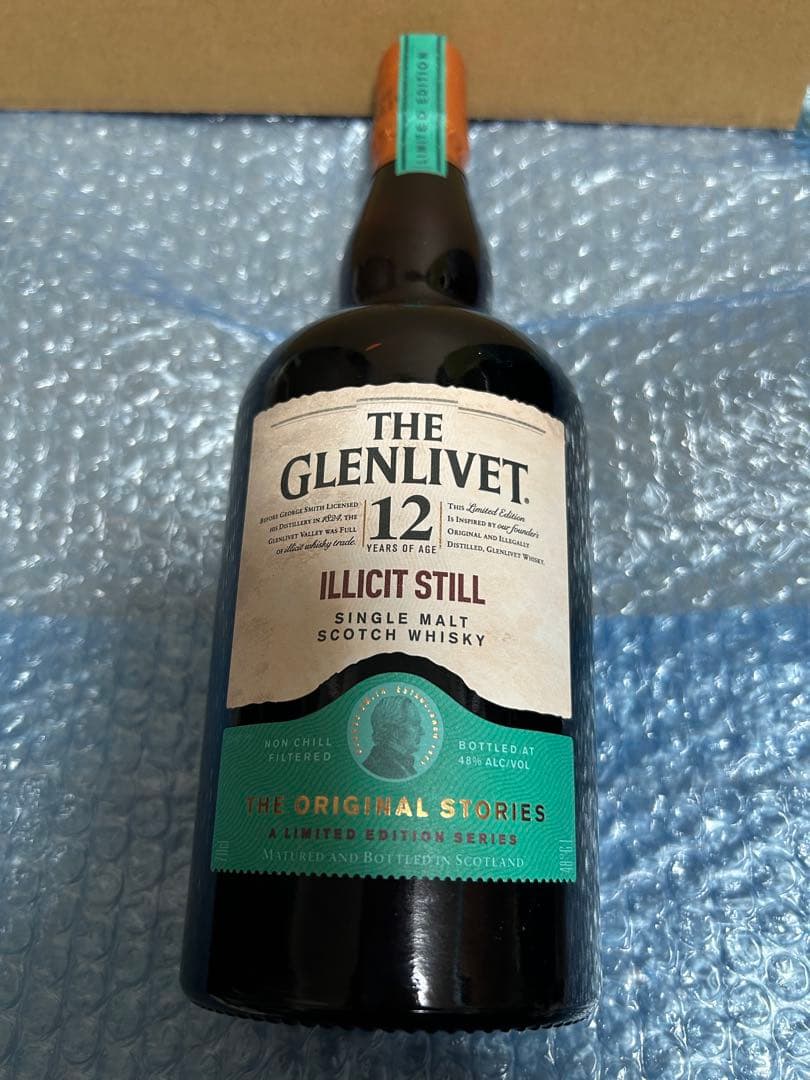 LIMITED EDITION
THE
GLENLIVET®
BEFORE GEORGE SMITH LICENSED
HIS DISTILLERY IN 1824, THE
GLENLIVET VALLEY WAS FULL
OF illicit whisky trade.
12
YEARS OF AGE
THIS Limited Edition
IS INSPIRED BY our founder's
ORIGINAL AND ILLEGALLY
DISTILLED, GLENLIVET WHISKY.
ILLICIT STILL
SINGLE MALT
SCOTCH WHISKY
NON CHILL
FILTERED
BOTTLED AT
48% ALC/VOL
THE ORIGINAL STORIES
A LIMITED EDITION SERIES
MATURED AND BOTTLED IN SCOTLAND
70cl